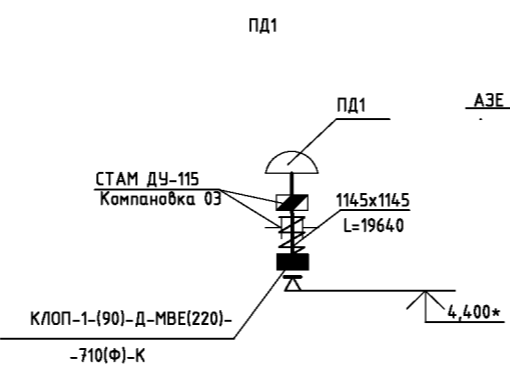 ПД1
ПД1
АЗЕ
СТАМ ДУ-115
Компановка 03
1145х1145
L=19640
КЛОП-1-(90)-Д-МВЕ(220)-
-710(Ф)-К
4,400*